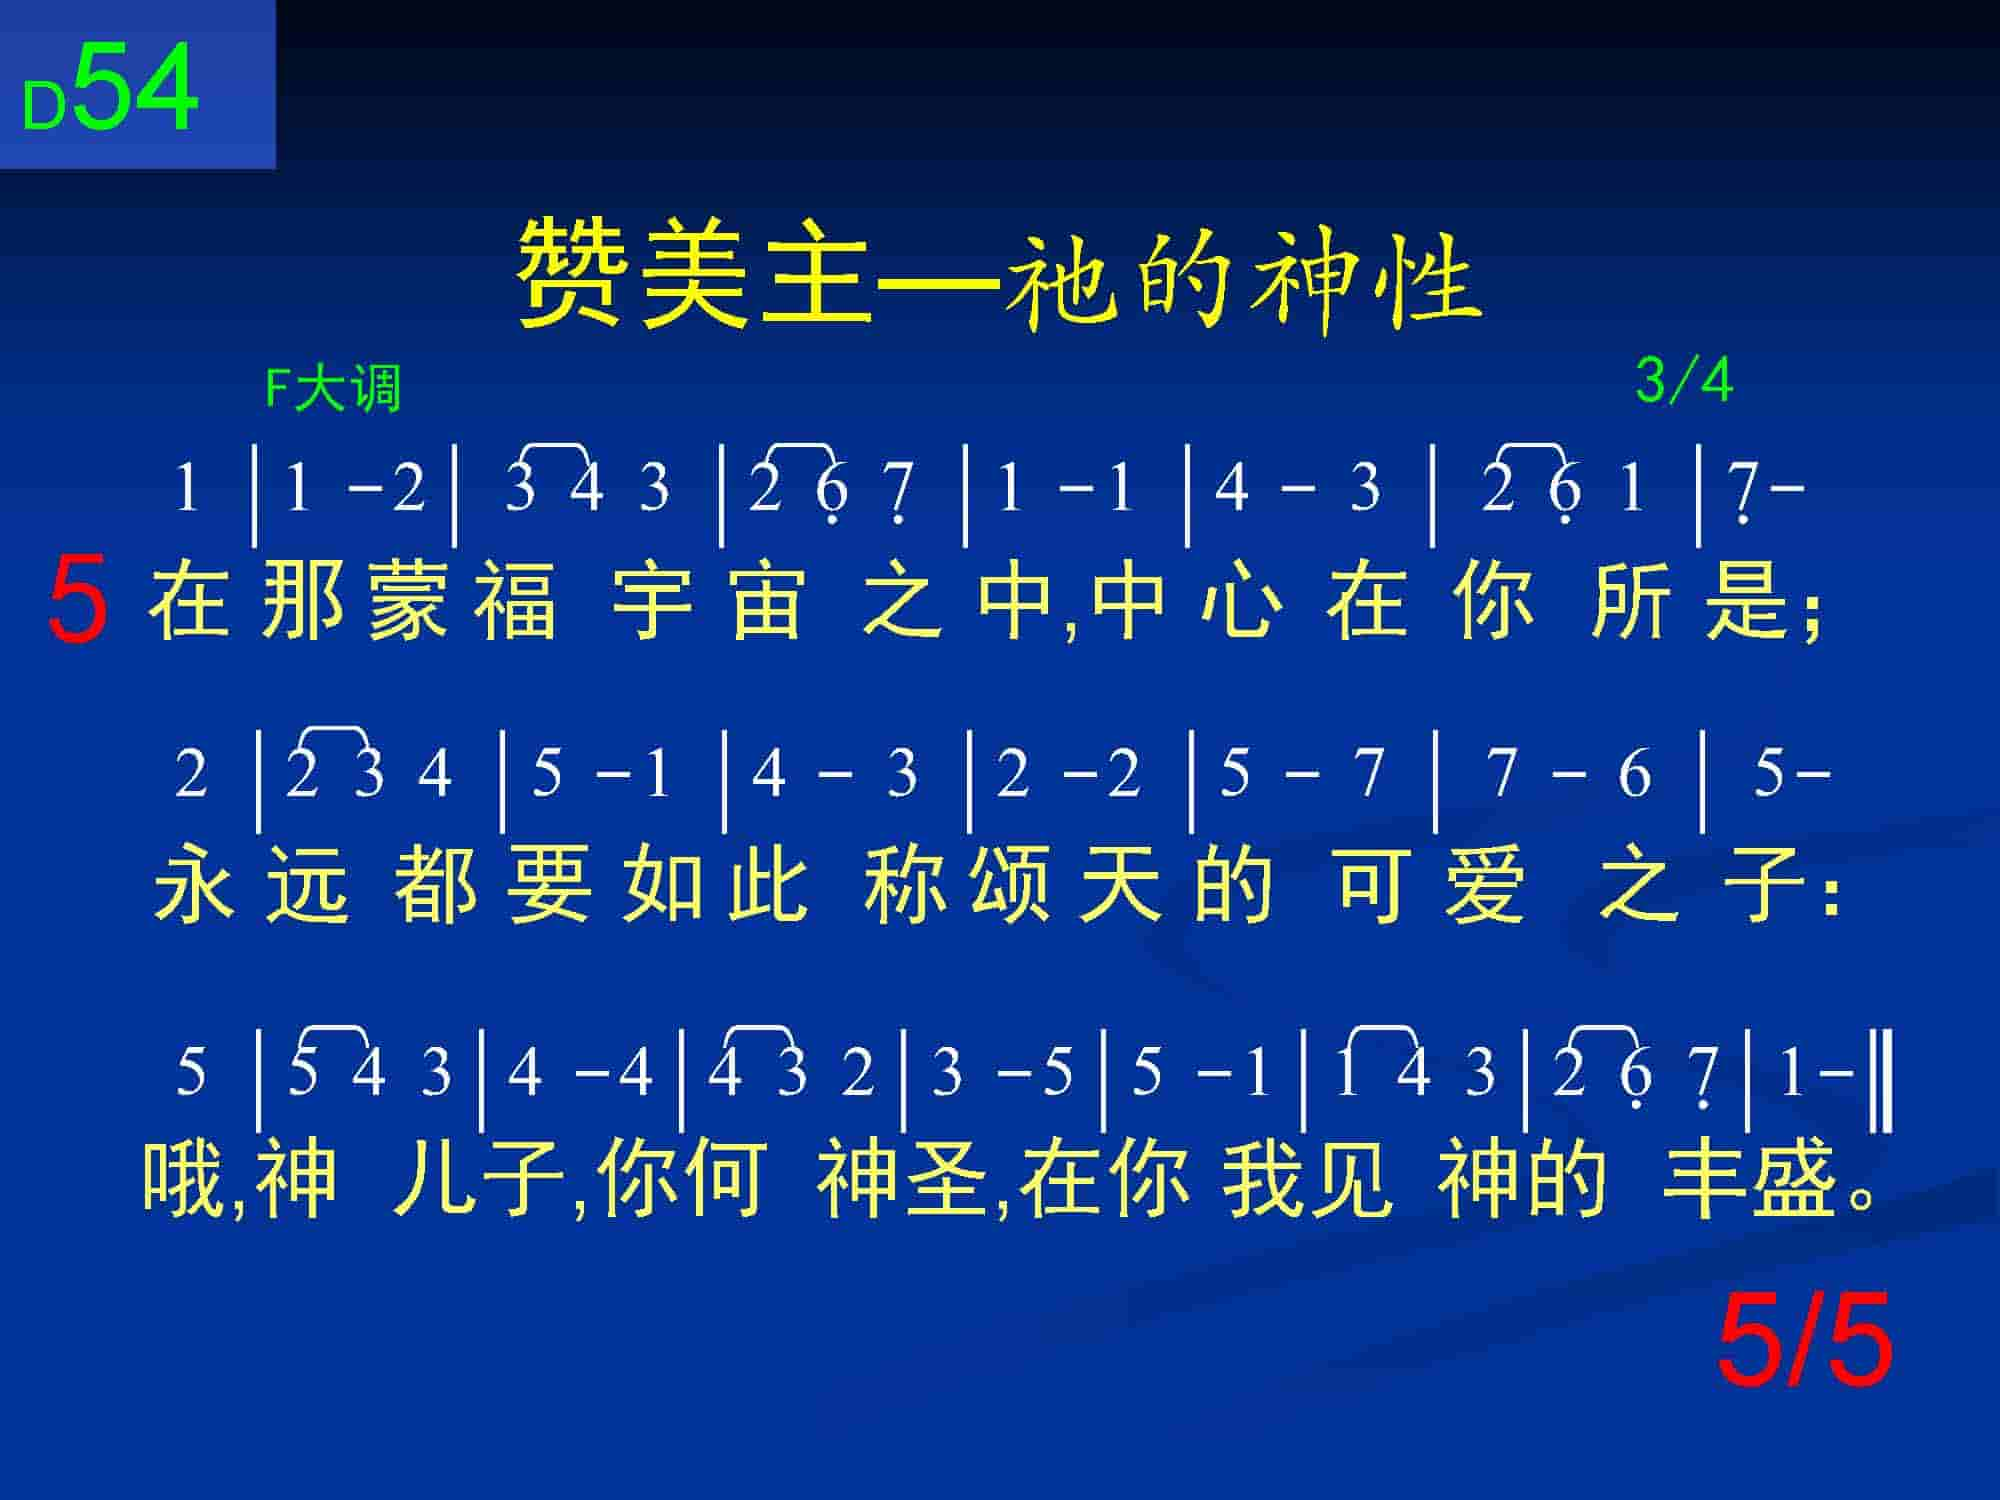 D54
赞美主—祂的神性
F大调 3/4
1 | 1 - 2 | 3 4 3 | 2 6̣ 7̣ | 1 - 1 | 4 - 3 | 2 6̣ 1 | 7̣ -
5 在那蒙福宇宙之中,中心在你所是;
2 | 2 3 4 | 5 - 1 | 4 - 3 | 2 - 2 | 5 - 7 | 7 - 6 | 5 -
永远都要如此称颂天的可爱之子:
5 | 5 4 3 | 4 - 4 | 4 3 2 | 3 - 5 | 5 - 1 | 1 4 3 | 2 6̣ 7̣ | 1 - ||
哦,神儿子,你何神圣,在你我见神的丰盛。
5/5